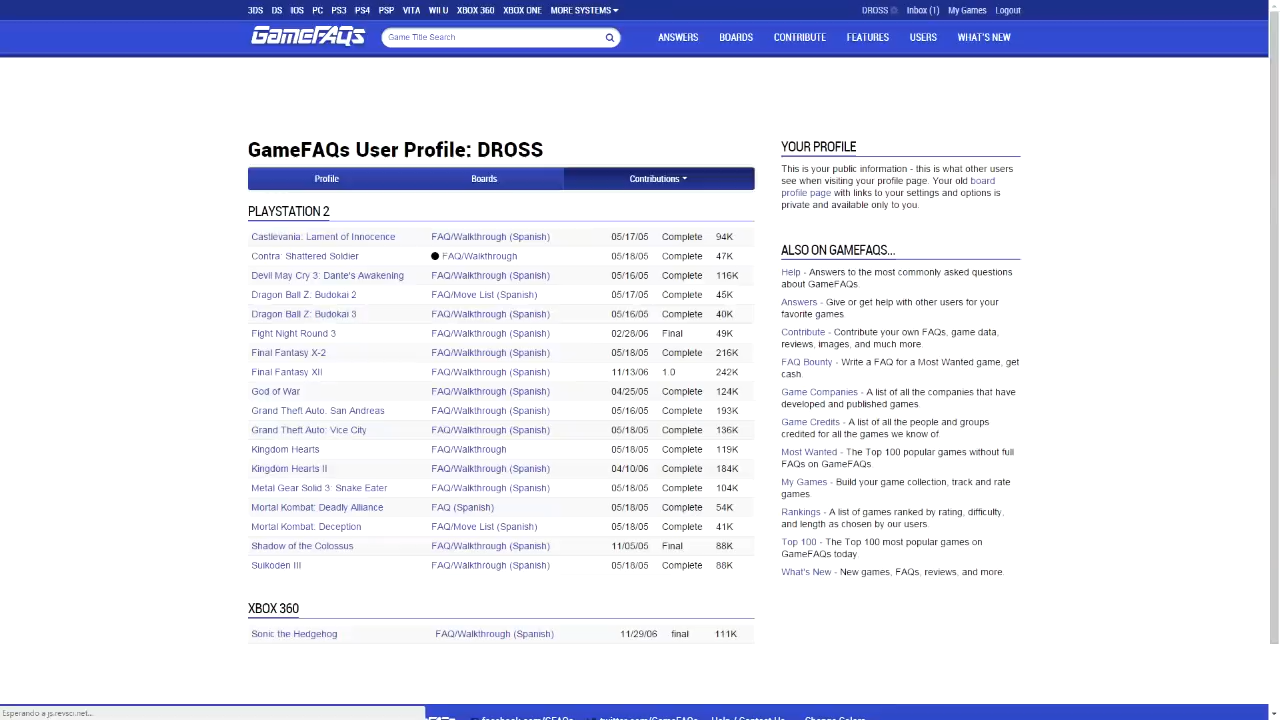 3DS DS IOS PC PS3 PS4 PSP VITA WII U XBOX 360 XBOX ONE MORE SYSTEMS DROSS Inbox (1) My Games Logout
GameFAQs Game Title Search ANSWERS BOARDS CONTRIBUTE FEATURES USERS WHAT'S NEW
GameFAQs User Profile: DROSS
Profile Boards Contributions
PLAYSTATION 2
Castlevania: Lament of Innocence FAQ/Walkthrough (Spanish) 05/17/05 Complete 94K
Contra: Shattered Soldier FAQ/Walkthrough 05/18/05 Complete 47K
Devil May Cry 3: Dante's Awakening FAQ/Walkthrough (Spanish) 05/16/05 Complete 116K
Dragon Ball Z: Budokai 2 FAQ/Move List (Spanish) 05/17/05 Complete 45K
Dragon Ball Z: Budokai 3 FAQ/Walkthrough (Spanish) 05/16/05 Complete 40K
Fight Night Round 3 FAQ/Walkthrough (Spanish) 02/28/06 Final 49K
Final Fantasy X-2 FAQ/Walkthrough (Spanish) 05/18/05 Complete 216K
Final Fantasy XII FAQ/Walkthrough (Spanish) 11/13/06 1.0 242K
God of War FAQ/Walkthrough (Spanish) 04/25/05 Complete 124K
Grand Theft Auto: San Andreas FAQ/Walkthrough (Spanish) 05/16/05 Complete 193K
Grand Theft Auto: Vice City FAQ/Walkthrough (Spanish) 05/18/05 Complete 136K
Kingdom Hearts FAQ/Walkthrough 05/18/05 Complete 119K
Kingdom Hearts II FAQ/Walkthrough (Spanish) 04/10/06 Complete 184K
Metal Gear Solid 3: Snake Eater FAQ/Walkthrough (Spanish) 05/18/05 Complete 104K
Mortal Kombat: Deadly Alliance FAQ (Spanish) 05/18/05 Complete 54K
Mortal Kombat: Deception FAQ/Move List (Spanish) 05/18/05 Complete 41K
Shadow of the Colossus FAQ/Walkthrough (Spanish) 11/05/05 Final 88K
Suikoden III FAQ/Walkthrough (Spanish) 05/18/05 Complete 88K
XBOX 360
Sonic the Hedgehog FAQ/Walkthrough (Spanish) 11/29/06 final 111K
YOUR PROFILE
This is your public information - this is what other users
see when visiting your profile page. Your old board
profile page with links to your settings and options is
private and available only to you.
ALSO ON GAMEFAQS...
Help - Answers to the most commonly asked questions
about GameFAQs.
Answers - Give or get help with other users for your
favorite games.
Contribute - Contribute your own FAQs, game data,
reviews, images, and much more.
FAQ Bounty - Write a FAQ for a Most Wanted game, get
cash.
Game Companies - A list of all the companies that have
developed and published games.
Game Credits - A list of all the people and groups
credited for all the games we know of.
Most Wanted - The Top 100 popular games without full
FAQs on GameFAQs.
My Games - Build your game collection, track and rate
games.
Rankings - A list of games ranked by rating, difficulty,
and length as chosen by our users.
Top 100 - The Top 100 most popular games on
GameFAQs today.
What's New - New games, FAQs, reviews, and more.
Esperando a js.revsci.net...
facebook.com/GFAQs twitter.com/GameFAQs Help / Contact Us Change Colors